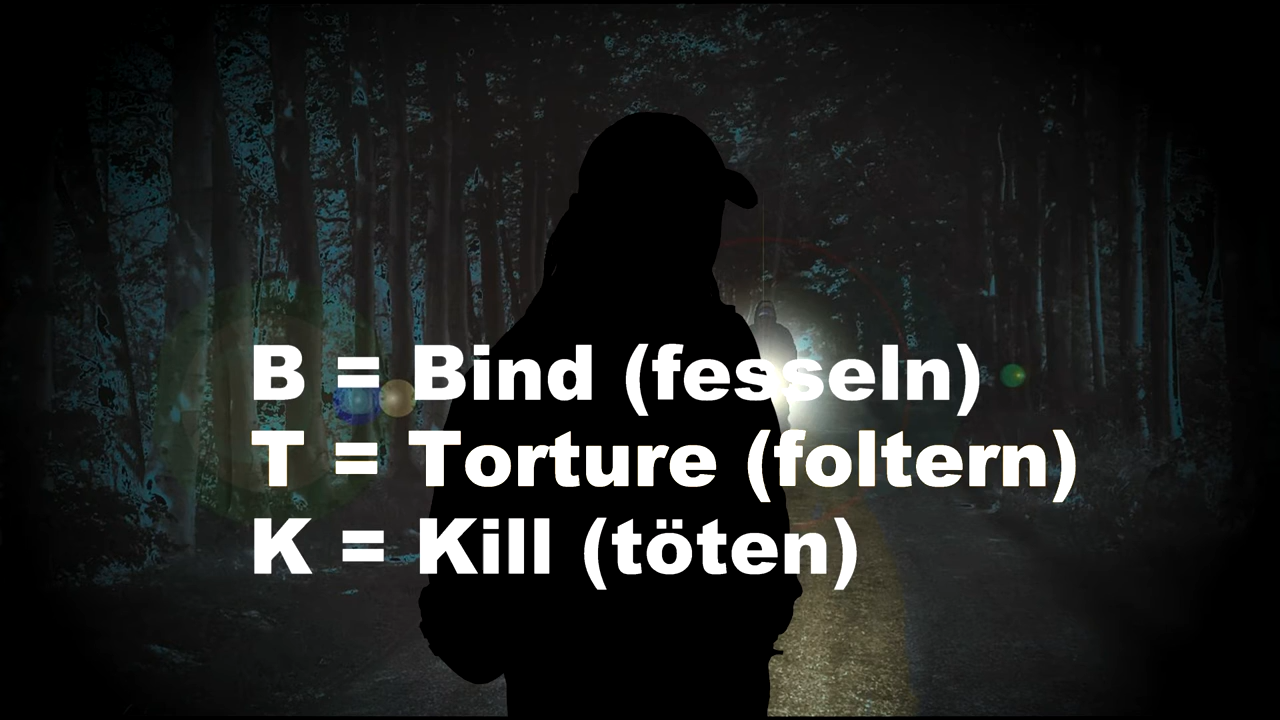 B = Bind (fesseln)
T = Torture (foltern)
K = Kill (töten)